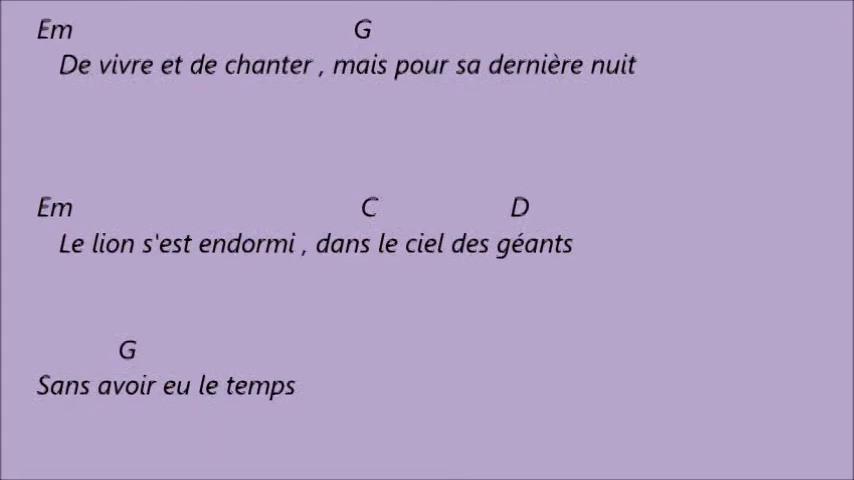 Em G
De vivre et de chanter , mais pour sa dernière nuit
Em C D
Le lion s'est endormi , dans le ciel des géants
G
Sans avoir eu le temps